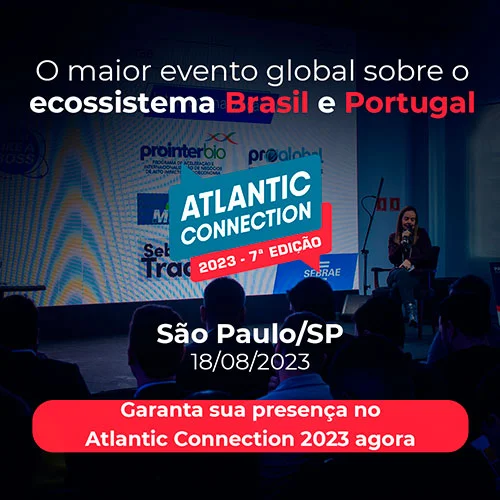 O maior evento global sobre o
ecossistema Brasil e Portugal
prointerbio
proglobal
ATLANTIC
CONNECTION
2023 - 7ª EDIÇÃO
SEBRAE
São Paulo/SP
18/08/2023
Garanta sua presença no
Atlantic Connection 2023 agora